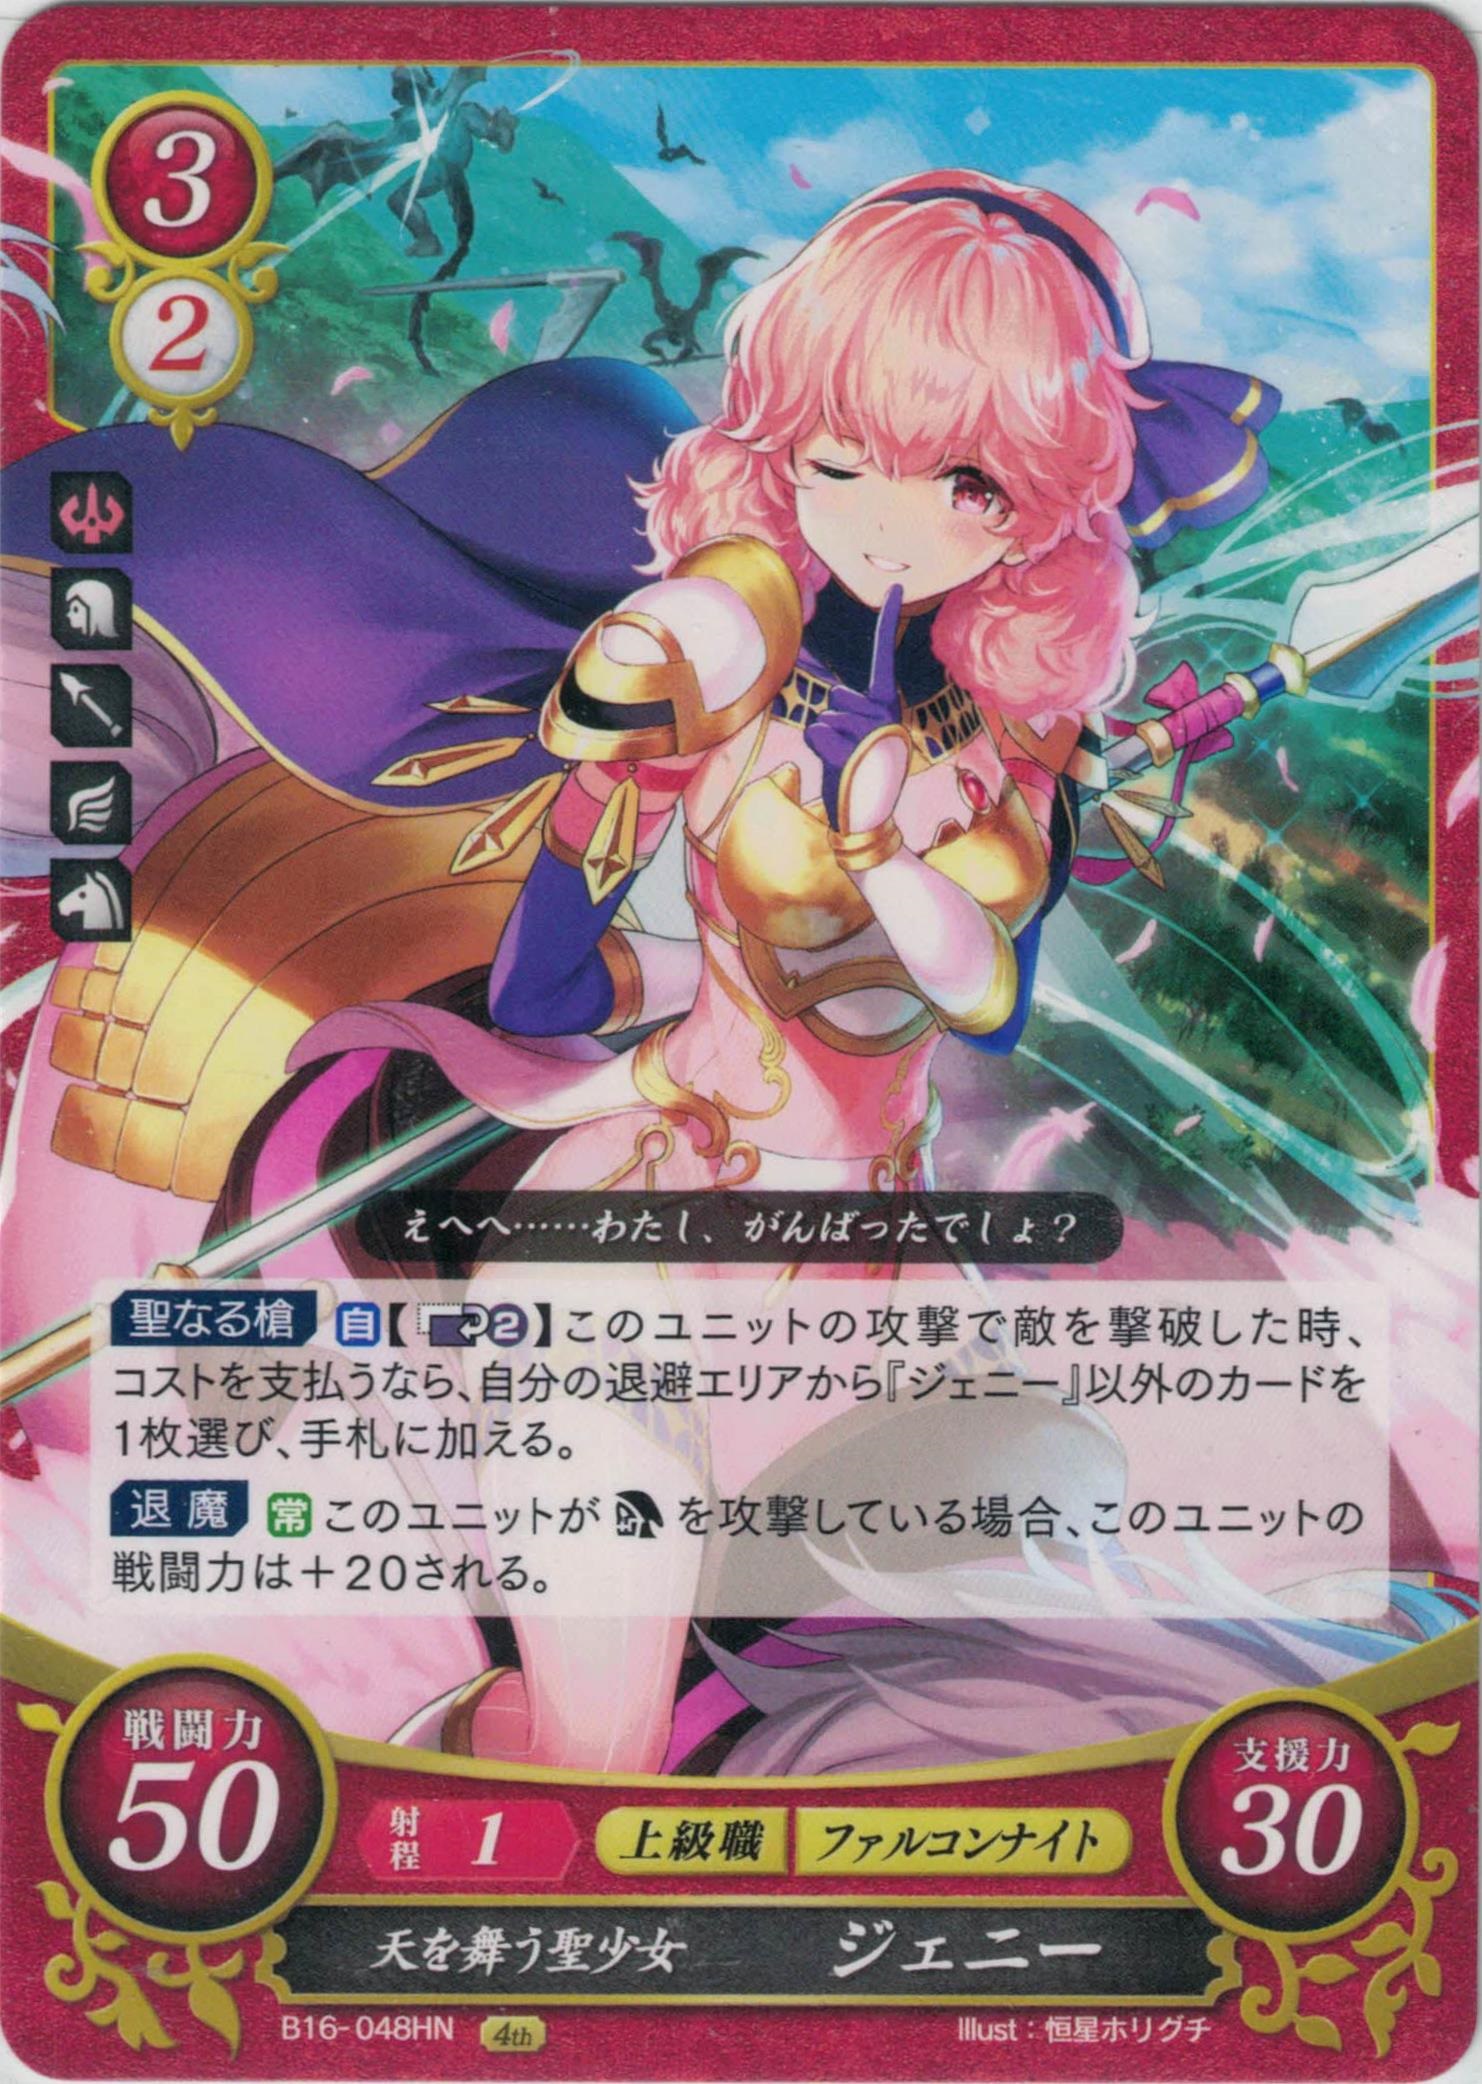 3
2
えへへ……わたし、がんばったでしょ？
聖なる槍 自【2】このユニットの攻撃で敵を撃破した時、
コストを支払うなら、自分の退避エリアから『ジェニー』以外のカードを
1枚選び、手札に加える。
退魔 常 このユニットが を攻撃している場合、このユニットの
戦闘力は＋20される。
戦闘力
50
射程 1
上級職 ファルコンナイト
支援力
30
天を舞う聖少女 ジェニー
B16-048HN 4th Illust：恒星ホリグチ